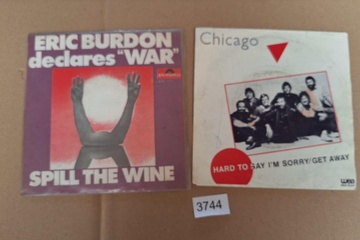 ERIC BURDON
declares "WAR"
SPILL THE WINE
Chicago
HARD TO SAY I'M SORRY/GET AWAY
3744